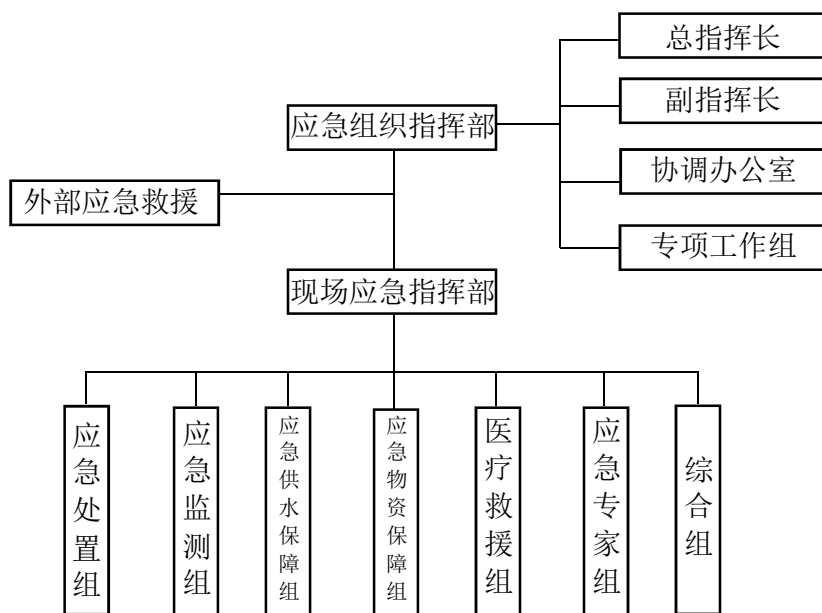 总指挥长
副指挥长
应急组织指挥部
协调办公室
外部应急救援
专项工作组
现场应急指挥部
应急处置组
应急监测组
应急供水保障组
应急物资保障组
医疗救援组
应急专家组
综合组